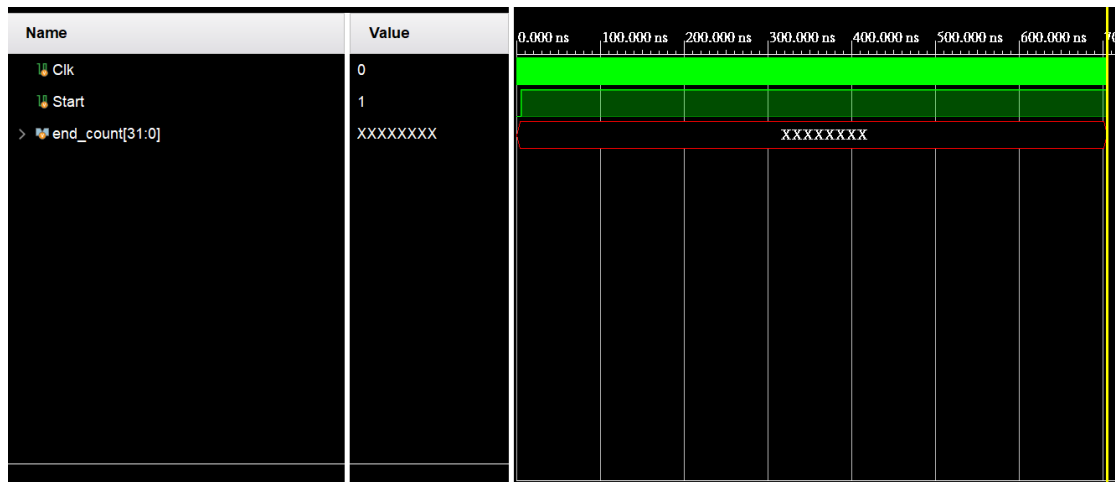 Name Value
0.000 ns 100.000 ns 200.000 ns 300.000 ns 400.000 ns 500.000 ns 600.000 ns
Clk 0
Start 1
end_count[31:0] XXXXXXXX XXXXXXXX